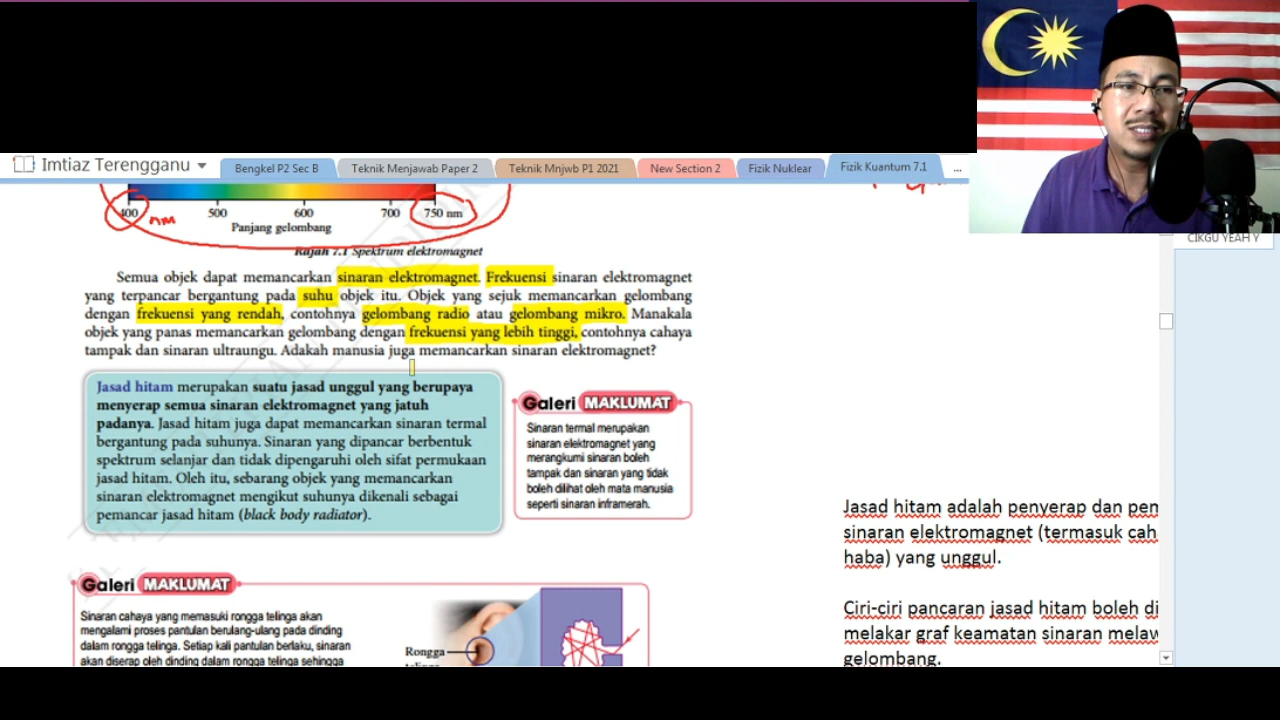 Imtiaz Terengganu
Bengkel P2 Sec B
Teknik Menjawab Paper 2
Teknik Mnjwb P1 2021
New Section 2
Fizik Nuklear
Fizik Kuantum 7.1
...
CIKGU YEAH Y
400 nm 500 600 700 750 nm
Panjang gelombang
Rajah 7.1 Spektrum elektromagnet
Semua objek dapat memancarkan sinaran elektromagnet. Frekuensi sinaran elektromagnet
yang terpancar bergantung pada suhu objek itu. Objek yang sejuk memancarkan gelombang
dengan frekuensi yang rendah, contohnya gelombang radio atau gelombang mikro. Manakala
objek yang panas memancarkan gelombang dengan frekuensi yang lebih tinggi, contohnya cahaya
tampak dan sinaran ultraungu. Adakah manusia juga memancarkan sinaran elektromagnet?
Jasad hitam merupakan suatu jasad unggul yang berupaya
menyerap semua sinaran elektromagnet yang jatuh
padanya. Jasad hitam juga dapat memancarkan sinaran termal
bergantung pada suhunya. Sinaran yang dipancar berbentuk
spektrum selanjar dan tidak dipengaruhi oleh sifat permukaan
jasad hitam. Oleh itu, sebarang objek yang memancarkan
sinaran elektromagnet mengikut suhunya dikenali sebagai
pemancar jasad hitam (black body radiator).
Galeri MAKLUMAT
Sinaran termal merupakan
sinaran elektromagnet yang
merangkumi sinaran boleh
tampak dan sinaran yang tidak
boleh dilihat oleh mata manusia
seperti sinaran inframerah.
Jasad hitam adalah penyerap dan pem
sinaran elektromagnet (termasuk cah
haba) yang unggul.
Ciri-ciri pancaran jasad hitam boleh di
melakar graf keamatan sinaran melaw
gelombang.
Galeri MAKLUMAT
Sinaran cahaya yang memasuki rongga telinga akan
mengalami proses pantulan berulang-ulang pada dinding
dalam rongga telinga. Setiap kali pantulan berlaku, sinaran
akan diserap oleh dinding dalam rongga telinga sehingga
Rongga
telinga